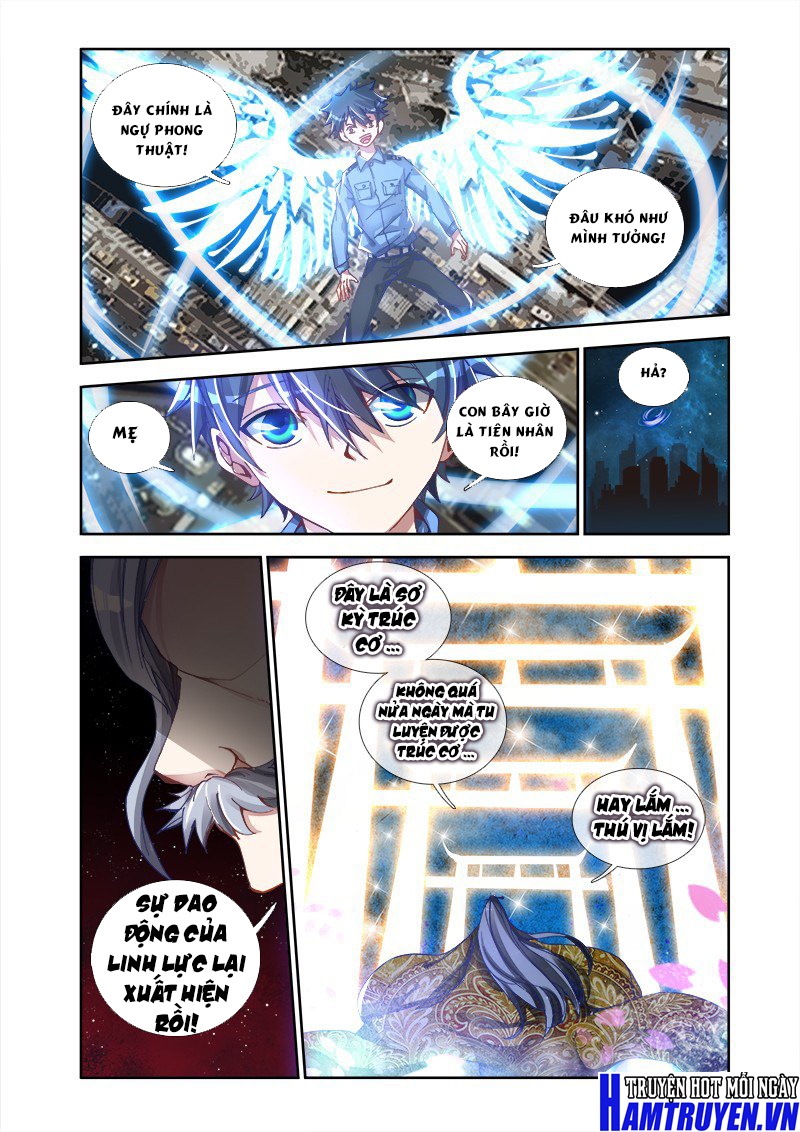 ĐÂY CHÍNH LÀ
NGỰ PHONG
THUẬT!
ĐÂU KHÓ NHƯ
MÌNH TƯỞNG!
MẸ
CON BÂY GIỜ
LÀ TIÊN NHÂN
RỒI!
HẢ?
SỰ DAO
ĐỘNG CỦA
LINH LỰC LẠI
XUẤT HIỆN
RỒI!
ĐÂY LÀ SƠ
KỲ TRÚC
CƠ ...
KHÔNG QUÁ
NỬA NGÀY MÀ TU
LUYỆN ĐƯỢC
TRÚC CƠ ...
HAY LẮM ...
THÚ VỊ LẮM!
TRUYỆN HOT MỖI NGÀY
HAMTRUYEN.VN